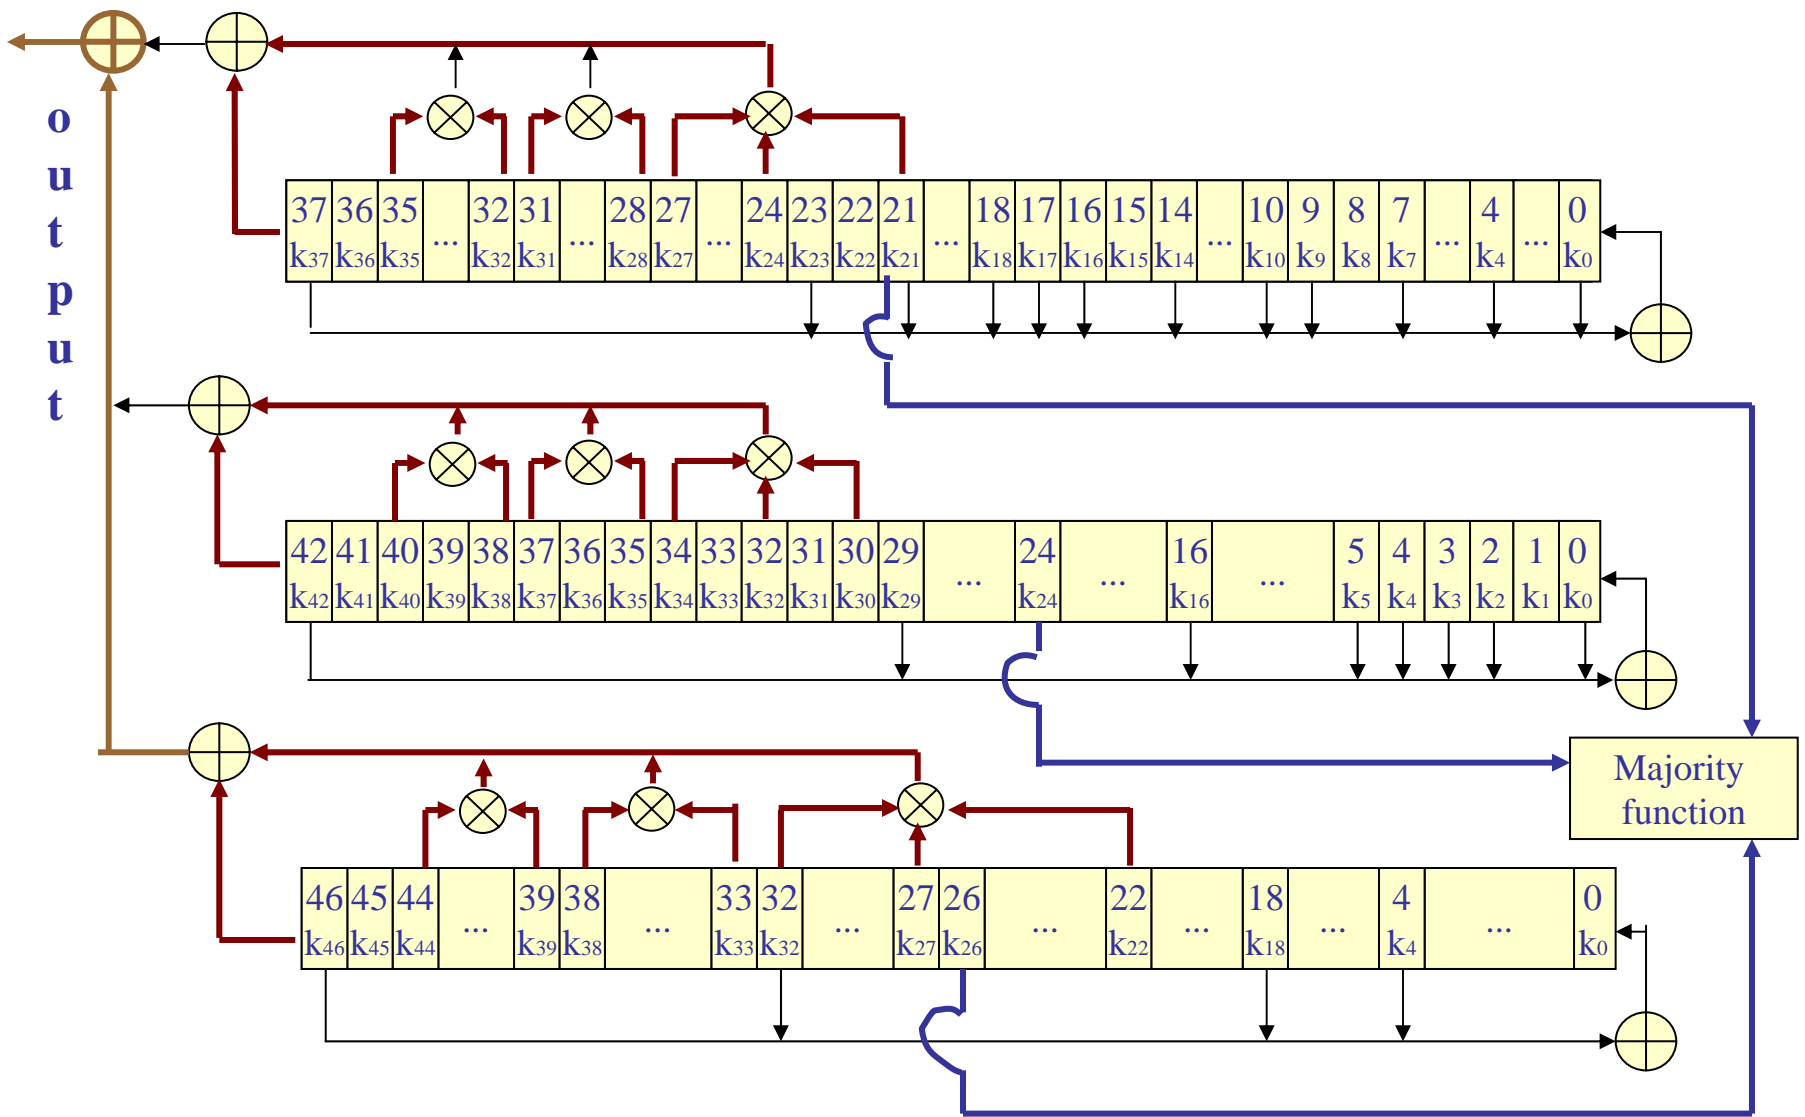 output
37 36 35 32 31 28 27 24 23 22 21 18 17 16 15 14 10 9 8 7 4 0
k37 k36 k35 ... k32 k31 ... k28 k27 ... k24 k23 k22 k21 ... k18 k17 k16 k15 k14 ... k10 k9 k8 k7 ... k4 ... k0
42 41 40 39 38 37 36 35 34 33 32 31 30 29 24 16 5 4 3 2 1 0
k42 k41 k40 k39 k38 k37 k36 k35 k34 k33 k32 k31 k30 k29 ... k24 ... k16 ... k5 k4 k3 k2 k1 k0
Majority
function
46 45 44 39 38 33 32 27 26 22 18 4 0
k46 k45 k44 ... k39 k38 ... k33 k32 ... k27 k26 ... k22 ... k18 ... k4 ... k0